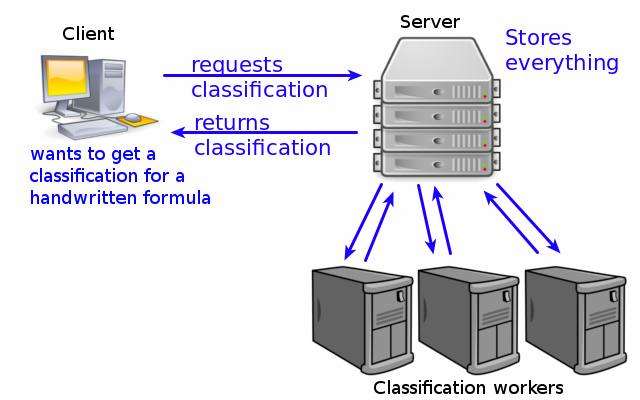 Client
Server
Stores
everything
requests
classification
returns
classification
wants to get a
classification for a
handwritten formula
Classification workers